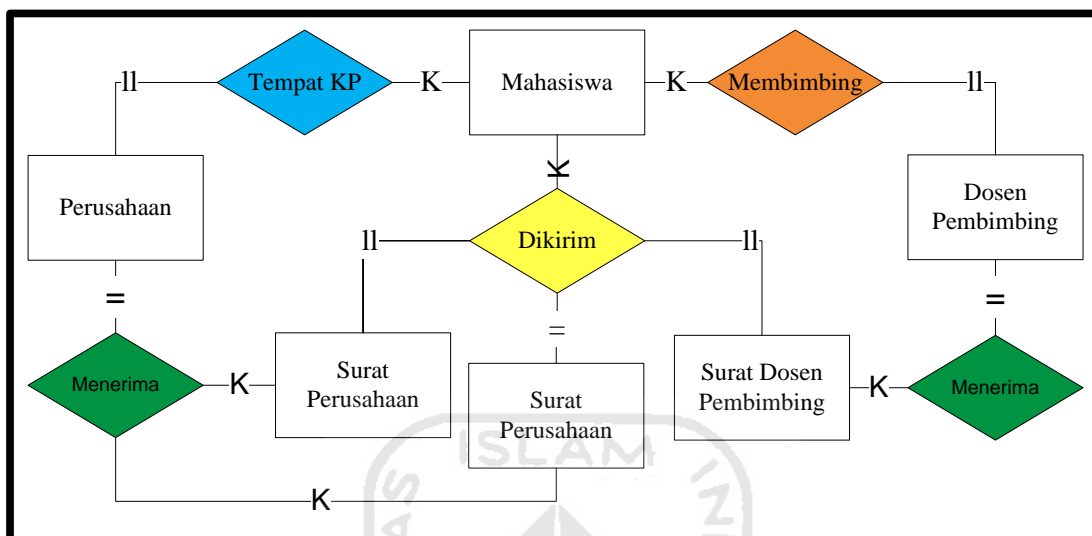 ll
Tempat KP
K
Mahasiswa
K
Membimbing
ll
K
Perusahaan
Dosen
Pembimbing
ll
Dikirim
ll
=
=
=
Menerima
K
Surat
Perusahaan
Surat
Perusahaan
Surat Dosen
Pembimbing
K
Menerima
ISLAM
K